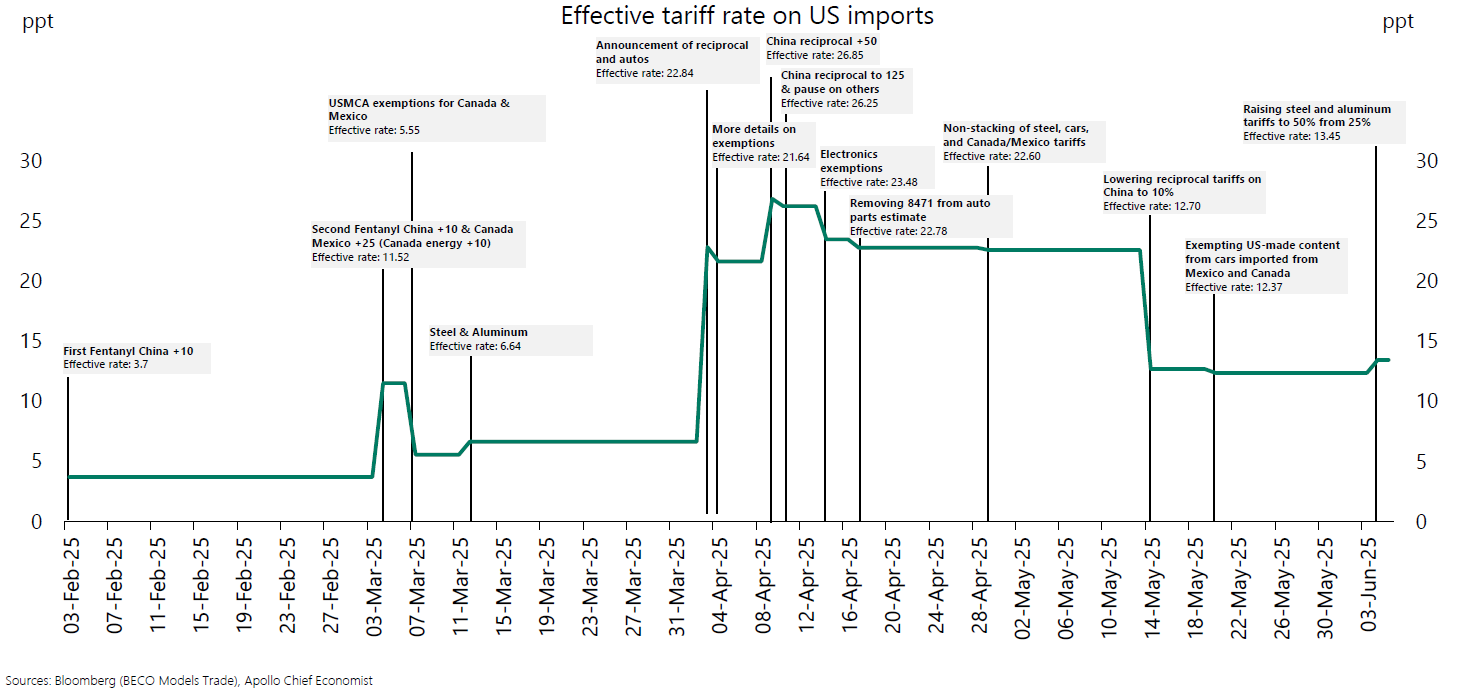 Effective tariff rate on US imports
ppt
ppt
Announcement of reciprocal
and autos
Effective rate: 22.84
China reciprocal +50
Effective rate: 26.85
China reciprocal to 125
& pause on others
Effective rate: 26.25
USMCA exemptions for Canada &
Mexico
Effective rate: 5.55
More details on
exemptions
Effective rate: 21.64
Electronics
exemptions
Effective rate: 23.48
Non-stacking of steel, cars,
and Canada/Mexico tariffs
Effective rate: 22.60
Raising steel and aluminum
tariffs to 50% from 25%
Effective rate: 13.45
Second Fentanyl China +10 & Canada
Mexico +25 (Canada energy +10)
Effective rate: 11.52
Removing 8471 from auto
parts estimate
Effective rate: 22.78
Lowering reciprocal tariffs on
China to 10%
Effective rate: 12.70
Exempting US-made content
from cars imported from
Mexico and Canada
Effective rate: 12.37
Steel & Aluminum
Effective rate: 6.64
First Fentanyl China +10
Effective rate: 3.7
30
25
20
15
10
5
0
30
25
20
15
10
5
0
03-Feb-25
07-Feb-25
11-Feb-25
15-Feb-25
19-Feb-25
23-Feb-25
27-Feb-25
03-Mar-25
07-Mar-25
11-Mar-25
15-Mar-25
19-Mar-25
23-Mar-25
27-Mar-25
31-Mar-25
04-Apr-25
08-Apr-25
12-Apr-25
16-Apr-25
20-Apr-25
24-Apr-25
28-Apr-25
02-May-25
06-May-25
10-May-25
14-May-25
18-May-25
22-May-25
26-May-25
30-May-25
03-Jun-25
Sources: Bloomberg (BECO Models Trade), Apollo Chief Economist